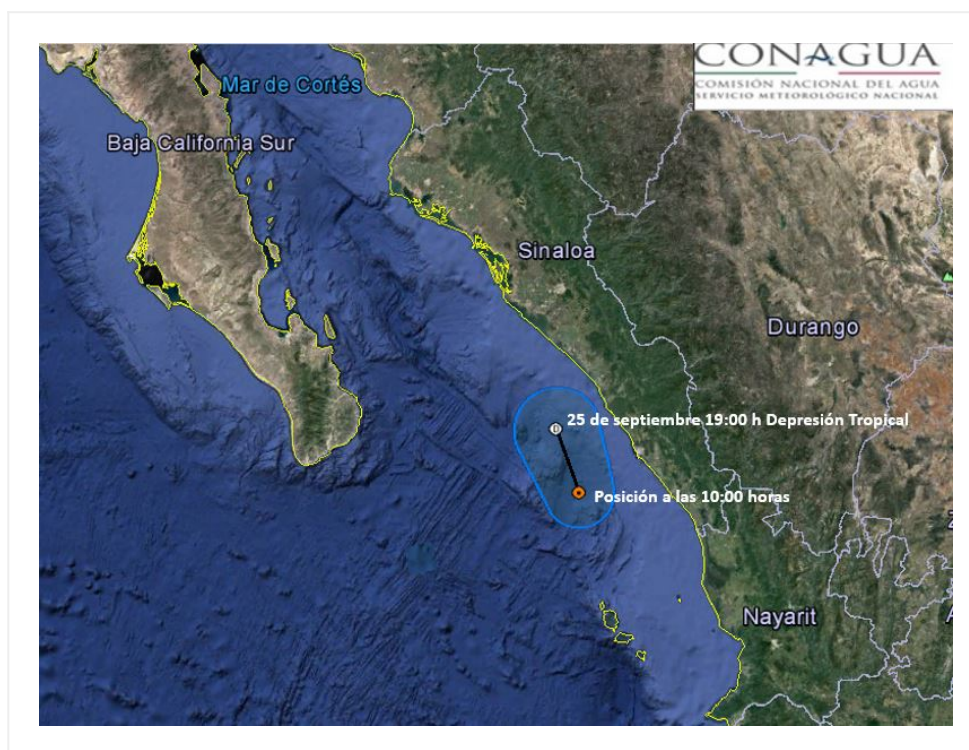 CONAGUA
COMISIÓN NACIONAL DEL AGUA
SERVICIO METEOROLÓGICO NACIONAL
Mar de Cortés
Baja California Sur
Sinaloa
Durango
25 de septiembre 19:00 h Depresión Tropical
Posición a las 10:00 horas
Nayarit